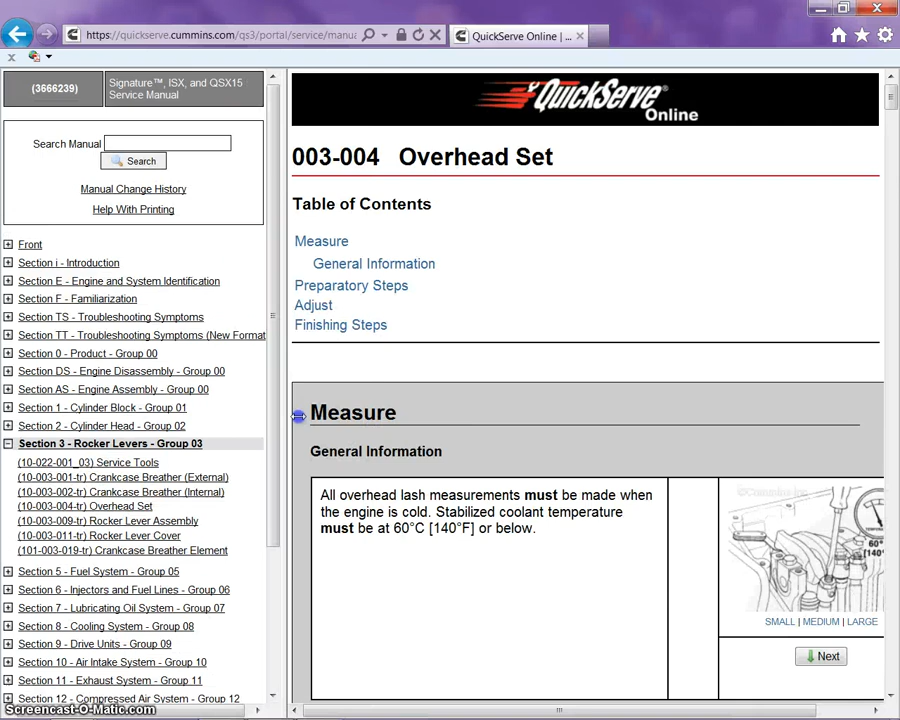 https://quickserve.cummins.com/qs3/portal/service/manua
QuickServe Online | ...
(3666239)
Signature™, ISX, and QSX15
Service Manual
Search Manual
Search
Manual Change History
Help With Printing
Front
Section i - Introduction
Section E - Engine and System Identification
Section F - Familiarization
Section TS - Troubleshooting Symptoms
Section TT - Troubleshooting Symptoms (New Format
Section 0 - Product - Group 00
Section DS - Engine Disassembly - Group 00
Section AS - Engine Assembly - Group 00
Section 1 - Cylinder Block - Group 01
Section 2 - Cylinder Head - Group 02
Section 3 - Rocker Levers - Group 03
(10-022-001_03) Service Tools
(10-003-001-tr) Crankcase Breather (External)
(10-003-002-tr) Crankcase Breather (Internal)
(10-003-004-tr) Overhead Set
(10-003-009-tr) Rocker Lever Assembly
(10-003-011-tr) Rocker Lever Cover
(101-003-019-tr) Crankcase Breather Element
Section 5 - Fuel System - Group 05
Section 6 - Injectors and Fuel Lines - Group 06
Section 7 - Lubricating Oil System - Group 07
Section 8 - Cooling System - Group 08
Section 9 - Drive Units - Group 09
Section 10 - Air Intake System - Group 10
Section 11 - Exhaust System - Group 11
Section 12 - Compressed Air System - Group 12
Screencast-O-Matic.com
QuickServe®
Online
003-004 Overhead Set
Table of Contents
Measure
General Information
Preparatory Steps
Adjust
Finishing Steps
Measure
General Information
All overhead lash measurements must be made when
the engine is cold. Stabilized coolant temperature
must be at 60°C [140°F] or below.
©Cummins Inc
60°
[140°
SMALL | MEDIUM | LARGE
Next